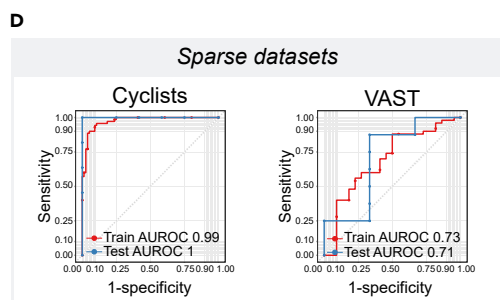 D
Sparse datasets
Cyclists
VAST
Sensitivity
1.00
0.90
0.75
0.50
0.25
0.10
0.00
Train AUROC 0.99
Test AUROC 1
0.00 0.10 0.25 0.50 0.75 0.90 1.00
1-specificity
Sensitivity
1.00
0.90
0.75
0.50
0.25
0.10
0.00
Train AUROC 0.73
Test AUROC 0.71
0.00 0.10 0.25 0.50 0.75 0.90 1.00
1-specificity